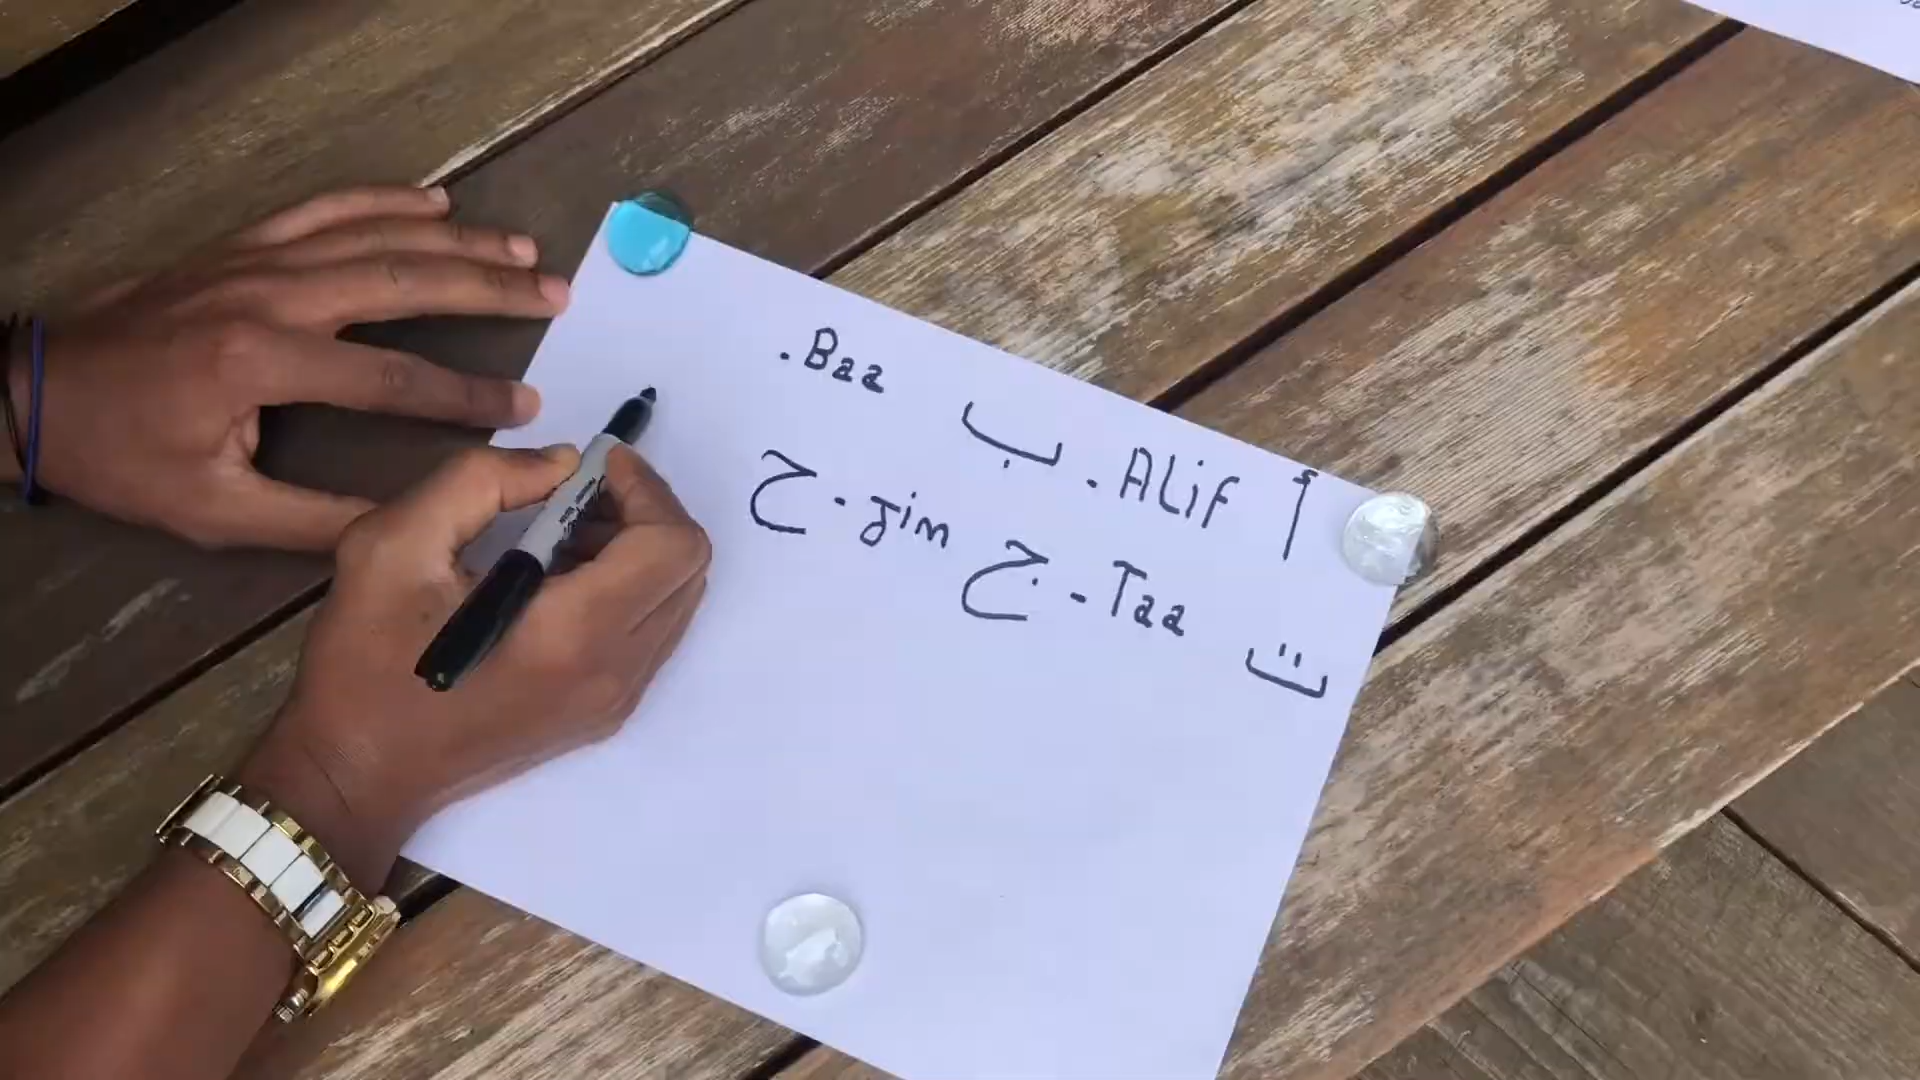 أ ALif . ب Baa .
ت Taa - ج Jim - ح